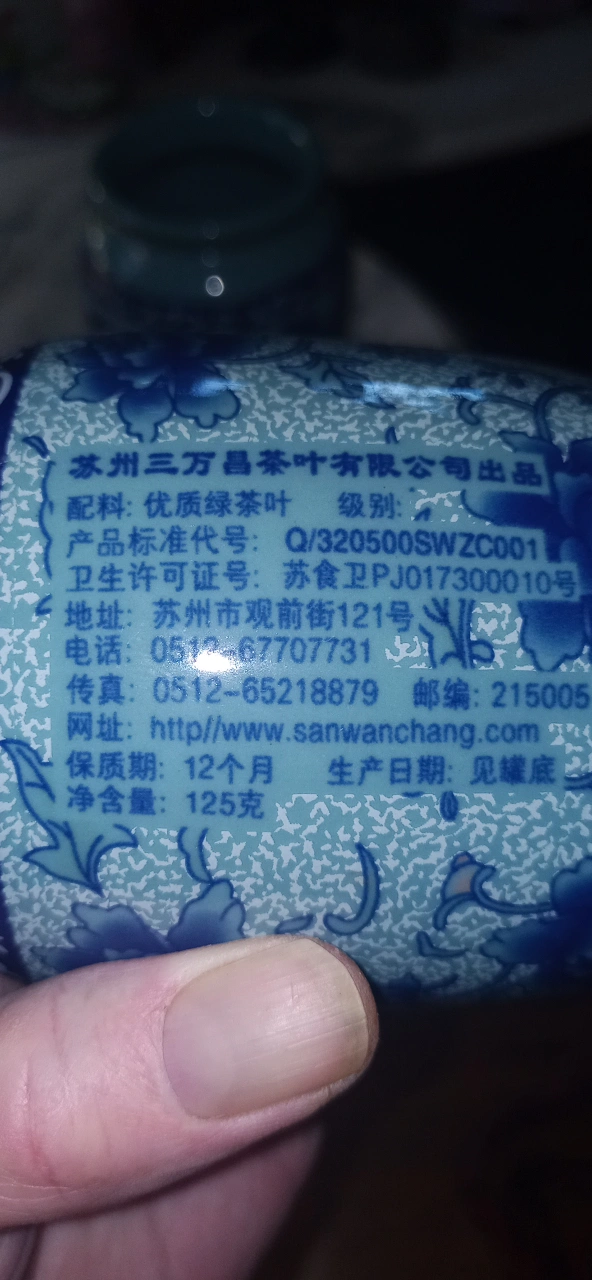 苏州三万昌茶叶有限公司出品
配料: 优质绿茶叶 级别:
产品标准代号: Q/320500SWZC001
卫生许可证号: 苏食卫PJ017300010号
地址: 苏州市观前街121号
电话: 0512-67707731
传真: 0512-65218879 邮编: 215005
网址: http//www.sanwanchang.com
保质期: 12个月 生产日期: 见罐底
净含量: 125克